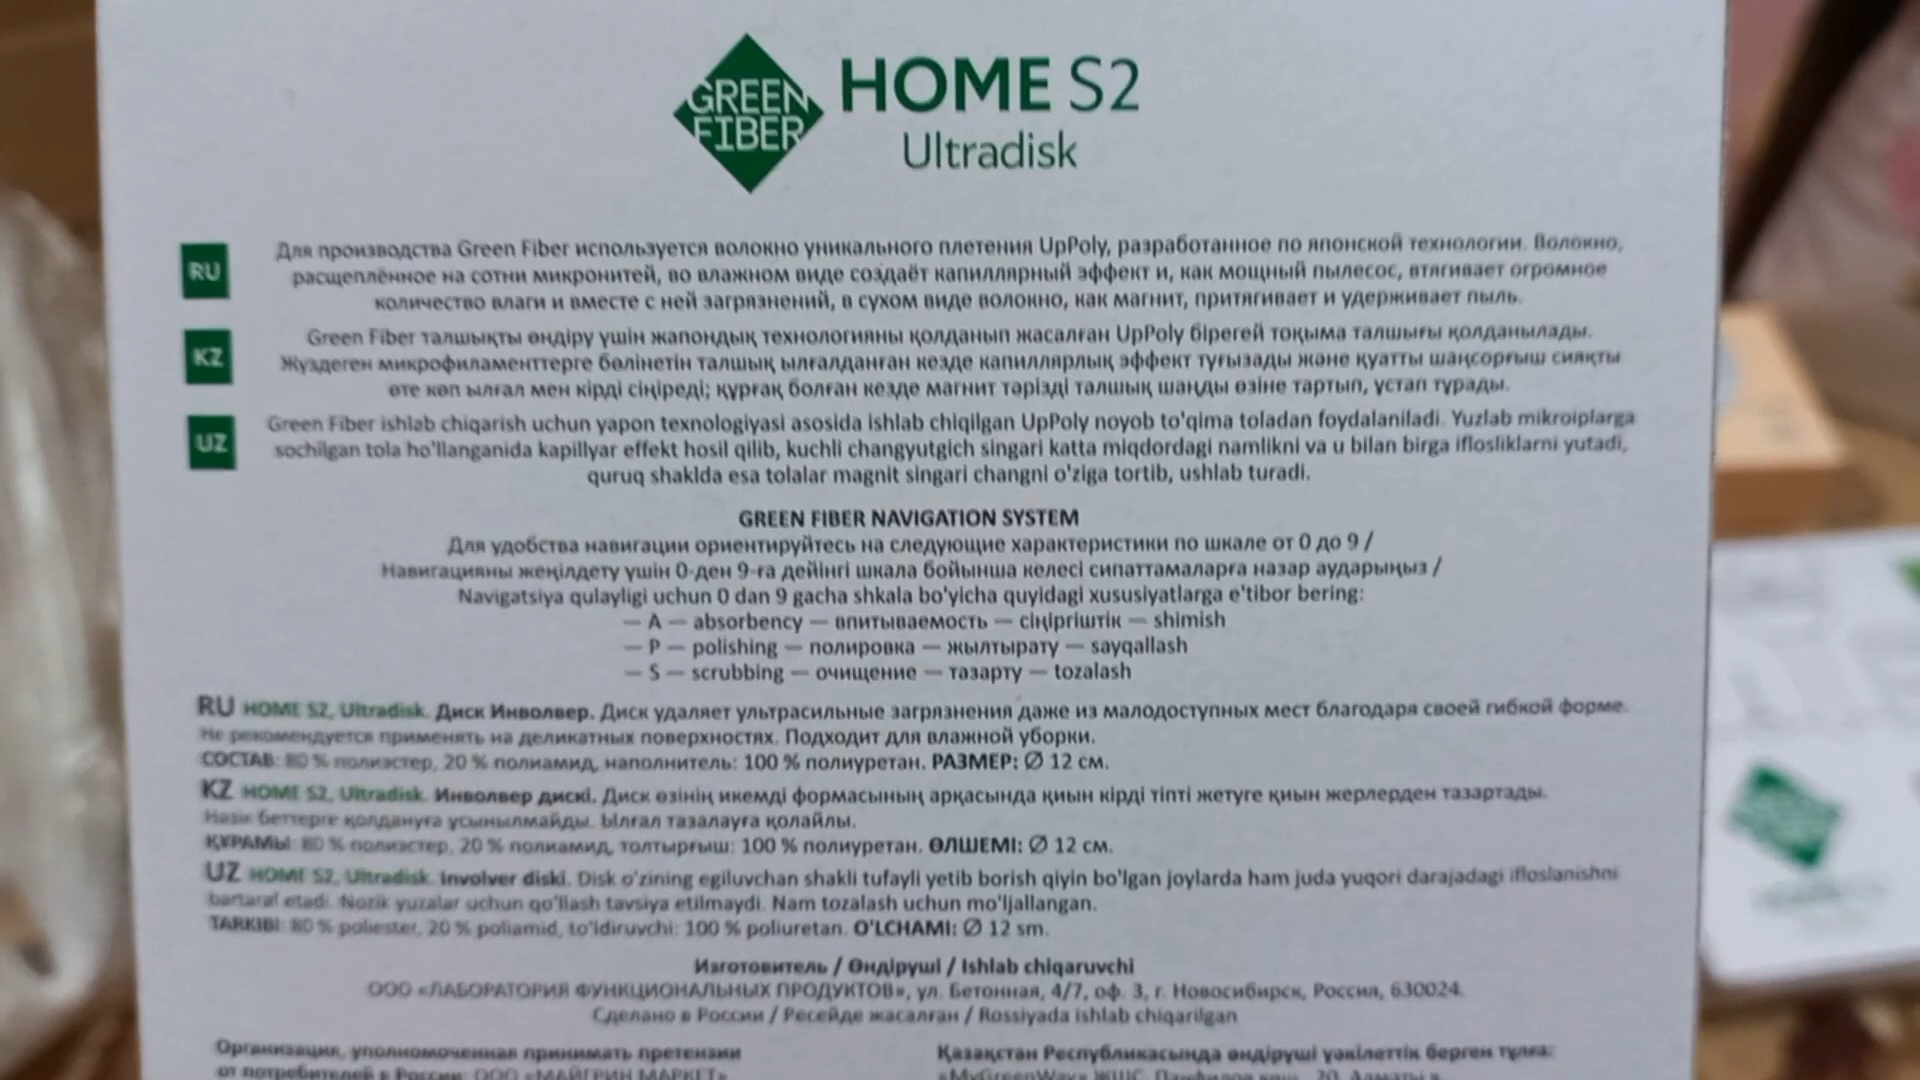 GREEN
FIBER
HOME S2
Ultradisk
RU
Для производства Green Fiber используется волокно уникального плетения UpPoly, разработанное по японской технологии. Волокно,
расщеплённое на сотни микронитей, во влажном виде создаёт капиллярный эффект и, как мощный пылесос, втягивает огромное
количество влаги и вместе с ней загрязнений, в сухом виде волокно, как магнит, притягивает и удерживает пыль.
KZ
Green Fiber талшықты өндіру үшін жапондық технологияны қолданып жасалған UpPoly бірегей тоқыма талшығы қолданылады.
Жүздеген микрофиламенттерге бөлінетін талшық ылғалданған кезде капиллярлық эффект туғызады және қуатты шаңсорғыш сияқты
өте көп ылғал мен кірді сіңіреді; құрғақ болған кезде магнит тәрізді талшық шаңды өзіне тартып, ұстап тұрады.
UZ
Green Fiber ishlab chiqarish uchun yapon texnologiyasi asosida ishlab chiqilgan UpPoly noyob to'qima toladan foydalaniladi. Yuzlab mikroiplarga
sochilgan tola ho'llanganida kapillyar effekt hosil qilib, kuchli changyutgich singari katta miqdordagi namlikni va u bilan birga iflosliklarni yutadi,
quruq shaklda esa tolalar magnit singari changni o'ziga tortib, ushlab turadi.
GREEN FIBER NAVIGATION SYSTEM
Для удобства навигации ориентируйтесь на следующие характеристики по шкале от 0 до 9 /
Навигацияны жеңілдету үшін 0-ден 9-ға дейінгі шкала бойынша келесі сипаттамаларға назар аударыңыз /
Navigatsiya qulayligi uchun 0 dan 9 gacha shkala bo'yicha quyidagi xususiyatlarga e'tibor bering:
— A — absorbency — впитываемость — сіңіргіштік — shimish
— P — polishing — полировка — жылтырату — sayqallash
— S — scrubbing — очищение — тазарту — tozalash
RU HOME S2, Ultradisk. Диск Инволвер. Диск удаляет ультрасильные загрязнения даже из малодоступных мест благодаря своей гибкой форме.
Не рекомендуется применять на деликатных поверхностях. Подходит для влажной уборки.
СОСТАВ: 80 % полиэстер, 20 % полиамид, наполнитель: 100 % полиуретан. РАЗМЕР: Ø 12 см.
KZ HOME S2, Ultradisk. Инволвер дискі. Диск өзінің икемді формасының арқасында қиын кірді тіпті жетуге қиын жерлерден тазартады.
Нәзік беттерге қолдануға ұсынылмайды. Ылғал тазалауға қолайлы.
ҚҰРАМЫ: 80 % полиэстер, 20 % полиамид, толтырғыш: 100 % полиуретан. ӨЛШЕМІ: Ø 12 см.
UZ HOME S2, Ultradisk. Involver diski. Disk o'zining egiluvchan shakli tufayli yetib borish qiyin bo'lgan joylarda ham juda yuqori darajadagi ifloslanishni
bartaraf etadi. Nozik yuzalar uchun qo'llash tavsiya etilmaydi. Nam tozalash uchun mo'ljallangan.
TARKIBI: 80 % poliester, 20 % poliamid, to'ldiruvchi: 100 % poliuretan. O'LCHAMI: Ø 12 sm.
Изготовитель / Өндіруші / Ishlab chiqaruvchi
ООО «ЛАБОРАТОРИЯ ФУНКЦИОНАЛЬНЫХ ПРОДУКТОВ», ул. Бетонная, 4/7, оф. 3, г. Новосибирск, Россия, 630024.
Сделано в России / Ресейде жасалған / Rossiyada ishlab chiqarilgan
Организация, уполномоченная принимать претензии
от потребителей в России: ООО «МАЙГРИН МАРКЕТ»
Қазақстан Республикасында өндіруші уәкілеттік берген тұлға:
«MyGreenWay» ЖШС